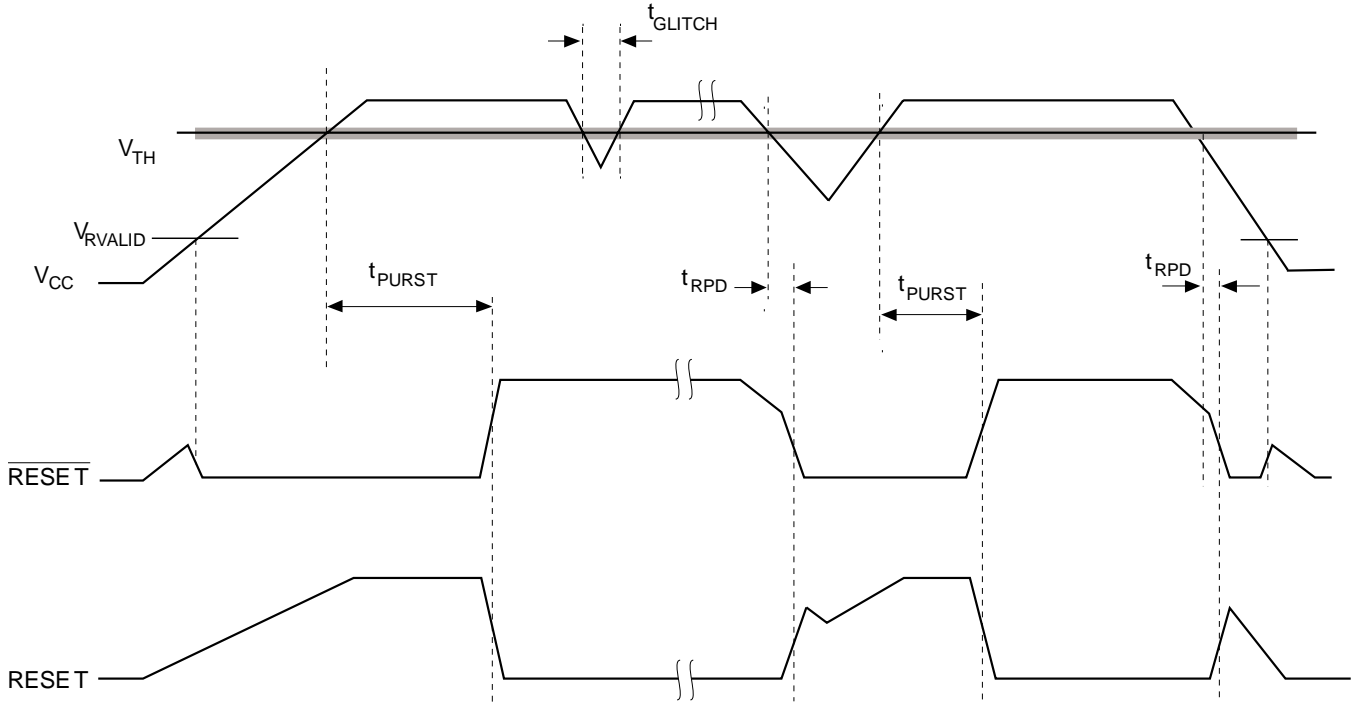 tGLITCH
VTH
VRVALID
VCC
tPURST
tRPD
tPURST
tRPD
RESET
RESET